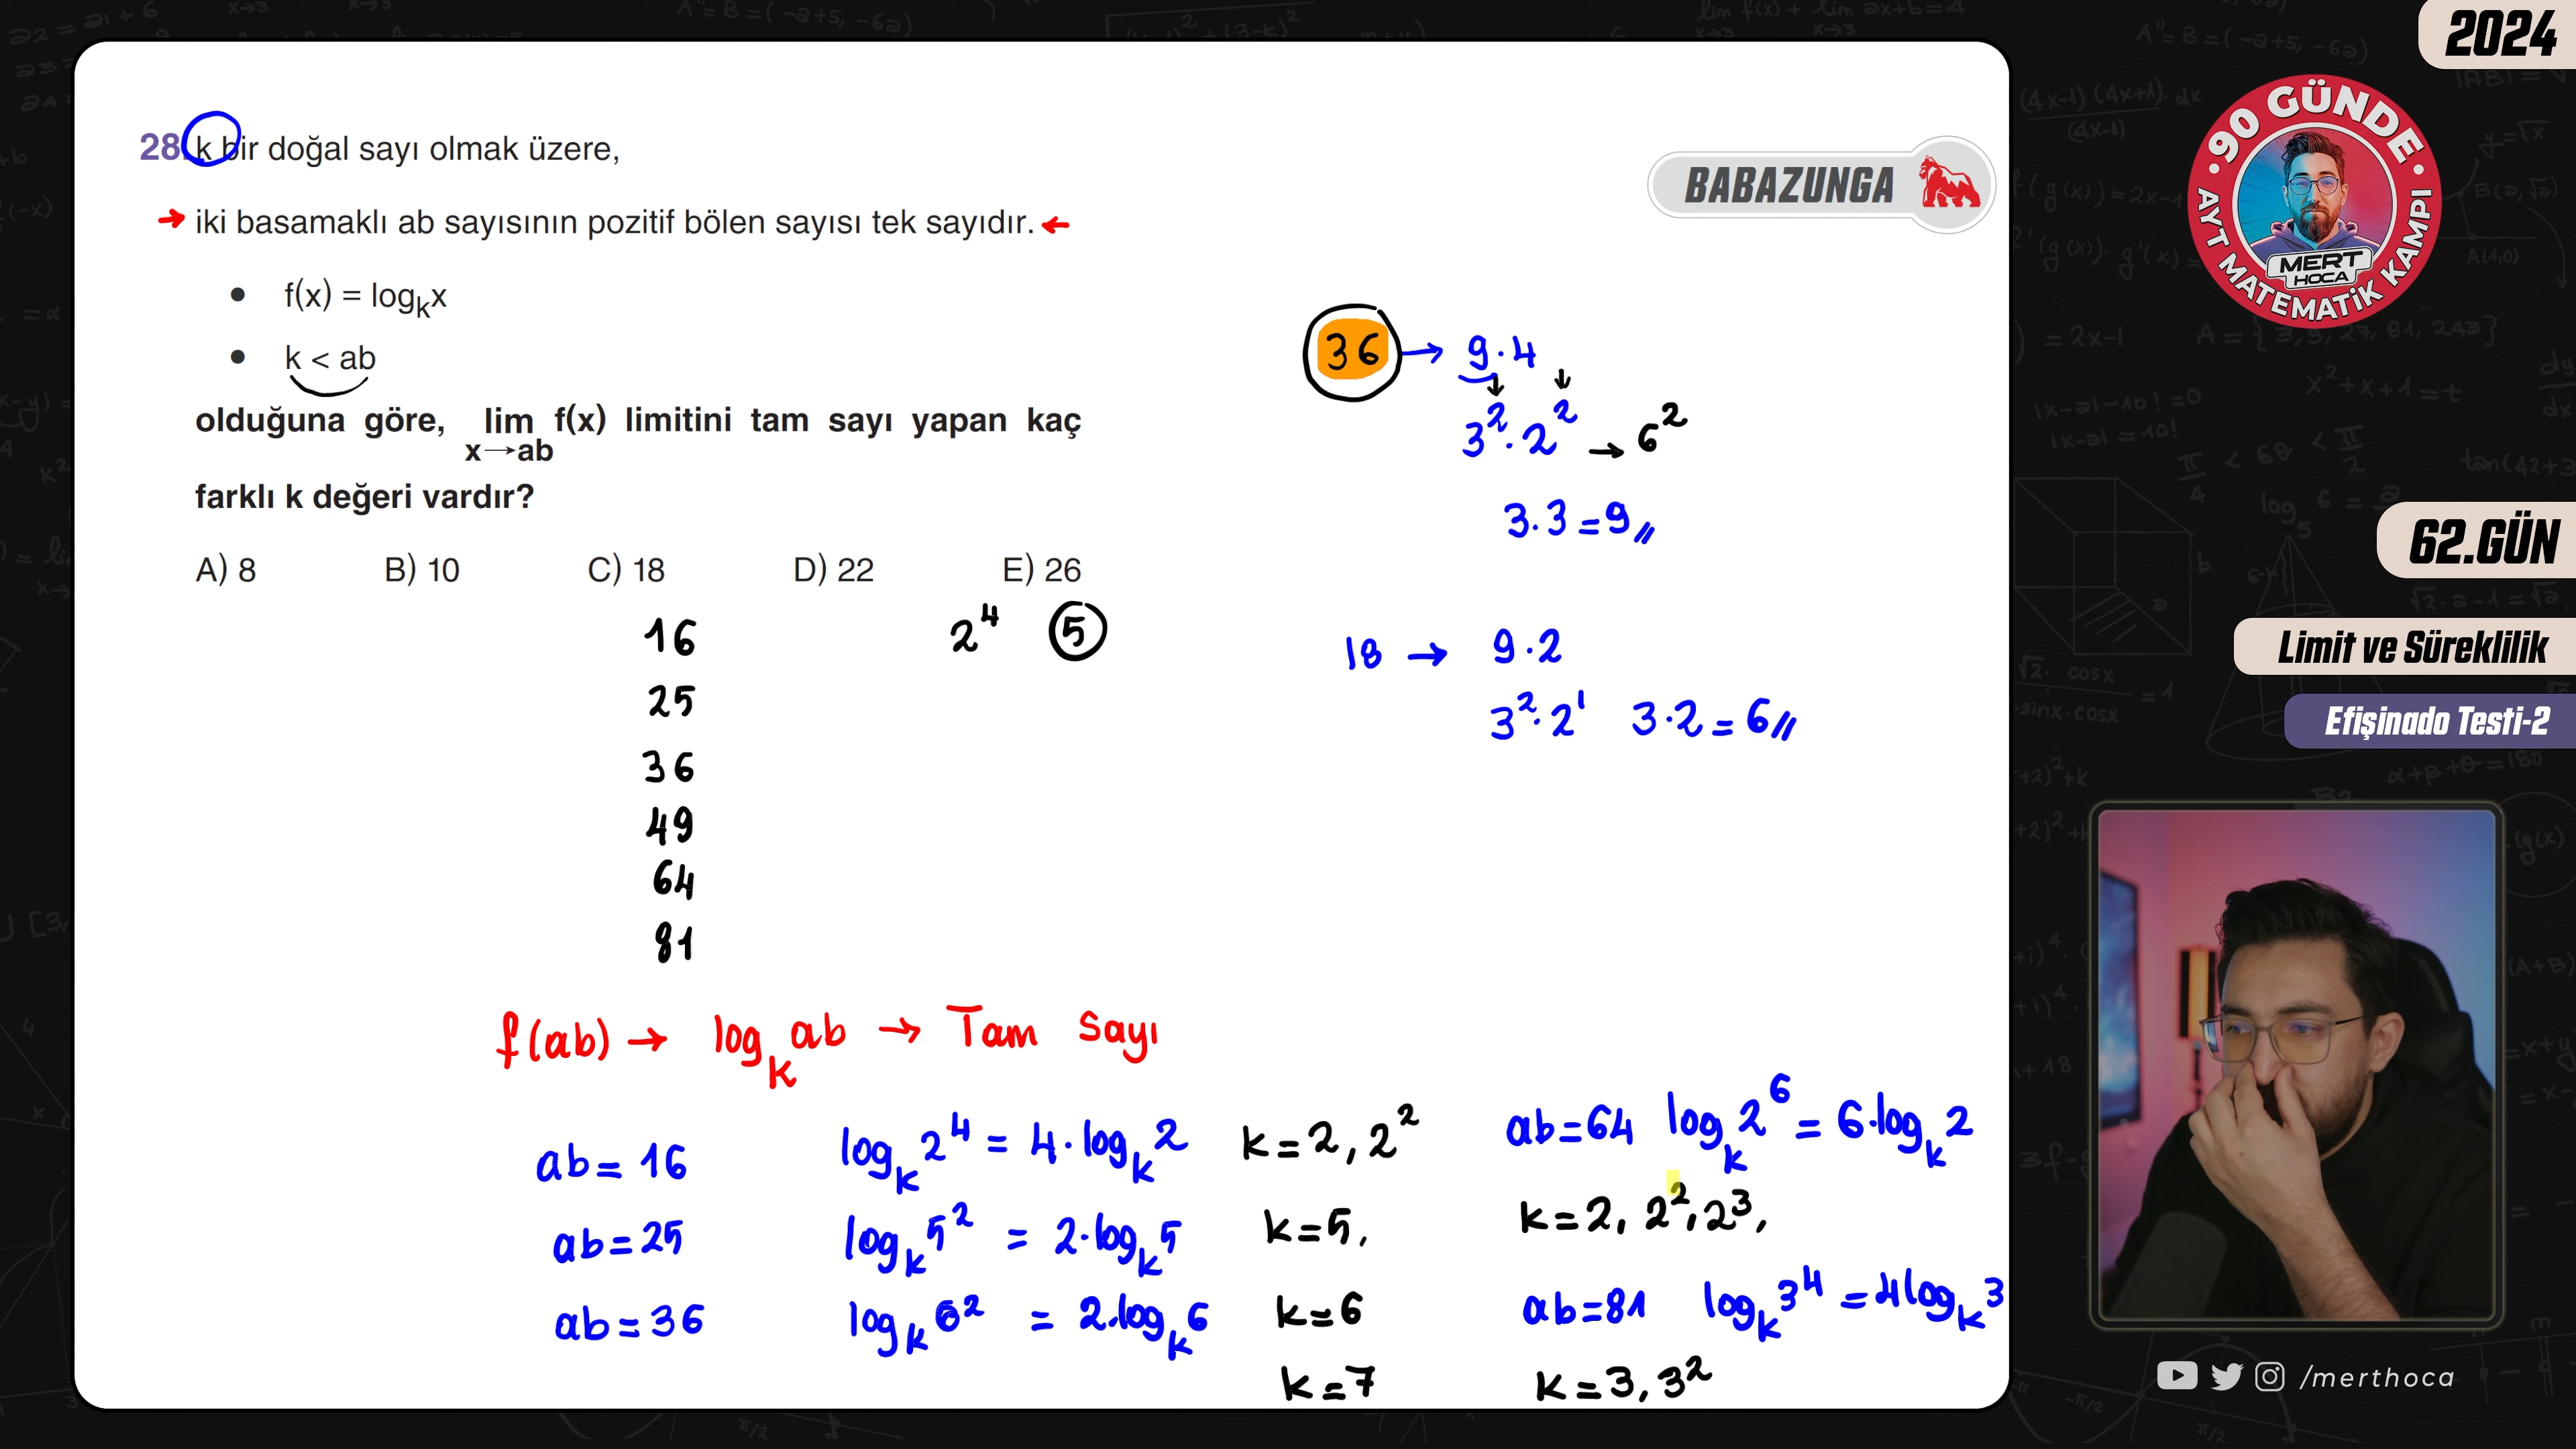 2024
28. k bir doğal sayı olmak üzere,
→ iki basamaklı ab sayısının pozitif bölen sayısı tek sayıdır. ←
• f(x) = logₖx
• k < ab
olduğuna göre, lim f(x) limitini tam sayı yapan kaç
x→ab
farklı k değeri vardır?
A) 8 B) 10 C) 18 D) 22 E) 26
BABAZUNGA
36 → 9·4
3²·2² → 6²
3·3=9//
18 → 9·2
3²·2¹ 3·2=6//
16 2⁴ 5
25
36
49
64
81
f(ab) → logₖ ab → Tam Sayı
ab=16 logₖ2⁴ = 4·logₖ2 k=2, 2²
ab=25 logₖ5² = 2·logₖ5 k=5,
ab=36 logₖ6² = 2·logₖ6 k=6
k=7
ab=64 logₖ2⁶ = 6·logₖ2
k=2, 2², 2³,
ab=81 logₖ3⁴ = 4logₖ3
k=3, 3²
90 GÜNDE
AYT MATEMATİK KAMPI
MERT
HOCA
62.GÜN
Limit ve Süreklilik
Efişinado Testi-2
/merthoca